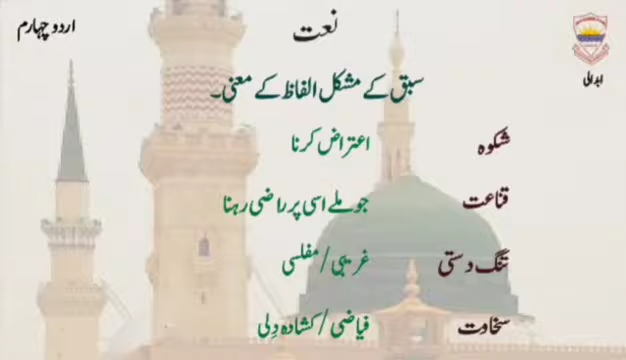 اردو چہارم
نعت
ابدالی
سبق کے مشکل الفاظ کے معنی۔
شکوہ اعتراض کرنا
قناعت جو ملے اسی پر راضی رہنا
تنگ دستی غریبی / مفلسی
سخاوت فیاضی / کشادہ دِلی